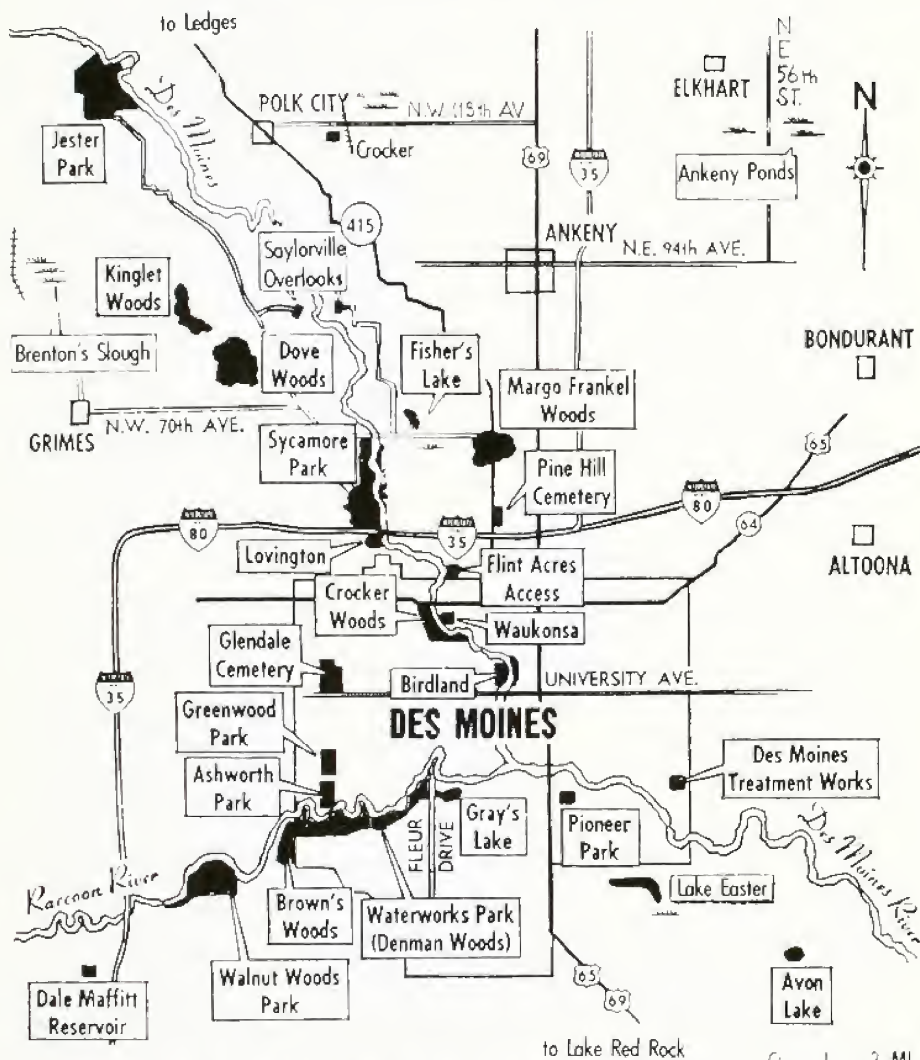 to Ledges
N
E
56th
ST.
ELKHART
N
POLK CITY
N.W. 115th AV
Crocker
69
35
Jester
Park
Des Moines
Ankeny Ponds
415
ANKENY
N.E. 94th AVE.
Saylorville
Overlooks
Kinglet
Woods
Brenton's Slough
Dove
Woods
Fisher's
Lake
BONDURANT
Margo Frankel
Woods
GRIMES
N.W. 70th AVE.
Sycamore
Park
65
Pine Hill
Cemetery
80
80
35
64
Lovington
Flint Acres
Access
ALTOONA
Crocker
Woods
Waukonsa
Glendale
Cemetery
Birdland
UNIVERSITY AVE.
35
DES MOINES
Greenwood
Park
Ashworth
Park
Des Moines
Treatment Works
Gray's
Lake
FLEUR
DRIVE
Pioneer
Park
Des Moines River
Raccoon River
Brown's
Woods
Waterworks Park
(Denman Woods)
Lake Easter
Walnut Woods
Park
Dale Maffitt
Reservoir
65
69
Avon
Lake
to Lake Red Rock